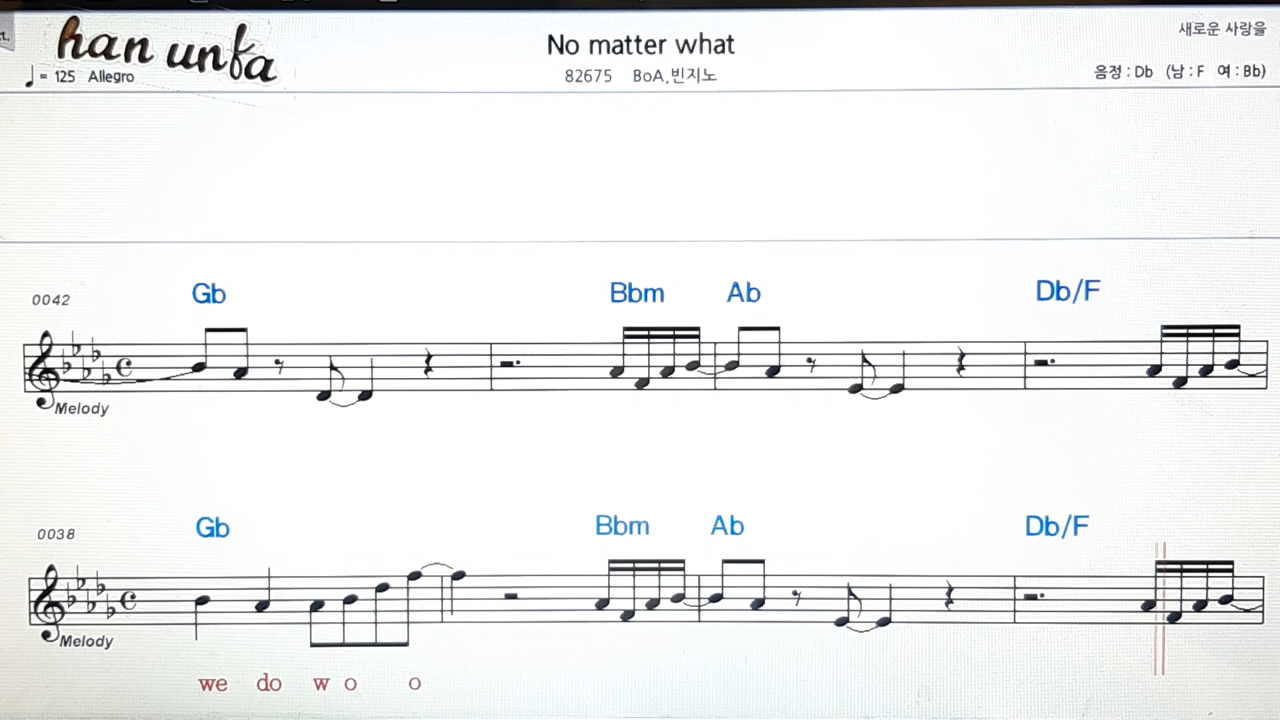 han unfa
No matter what
새로운 사랑을
= 125 Allegro
82675 BoA,빈지노
음정 : Db (남 : F 여 : Bb)
0042
Gb Bbm Ab Db/F
Melody
0038
Gb Bbm Ab Db/F
Melody
we do w o o